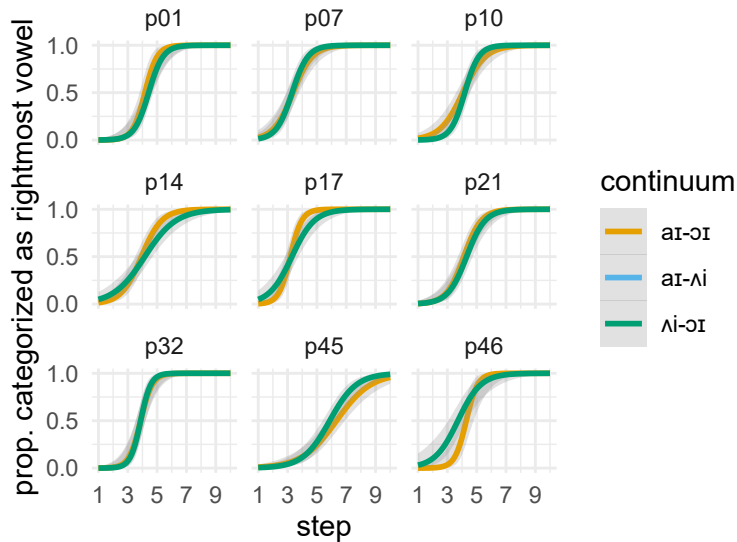 prop. categorized as rightmost vowel
p01 p07 p10
1.0
0.5
0.0
p14 p17 p21
1.0
0.5
0.0
p32 p45 p46
1.0
0.5
0.0
1 3 5 7 9 1 3 5 7 9 1 3 5 7 9
step
continuum
aɪ-ɔɪ
aɪ-ʌi
ʌi-ɔɪ